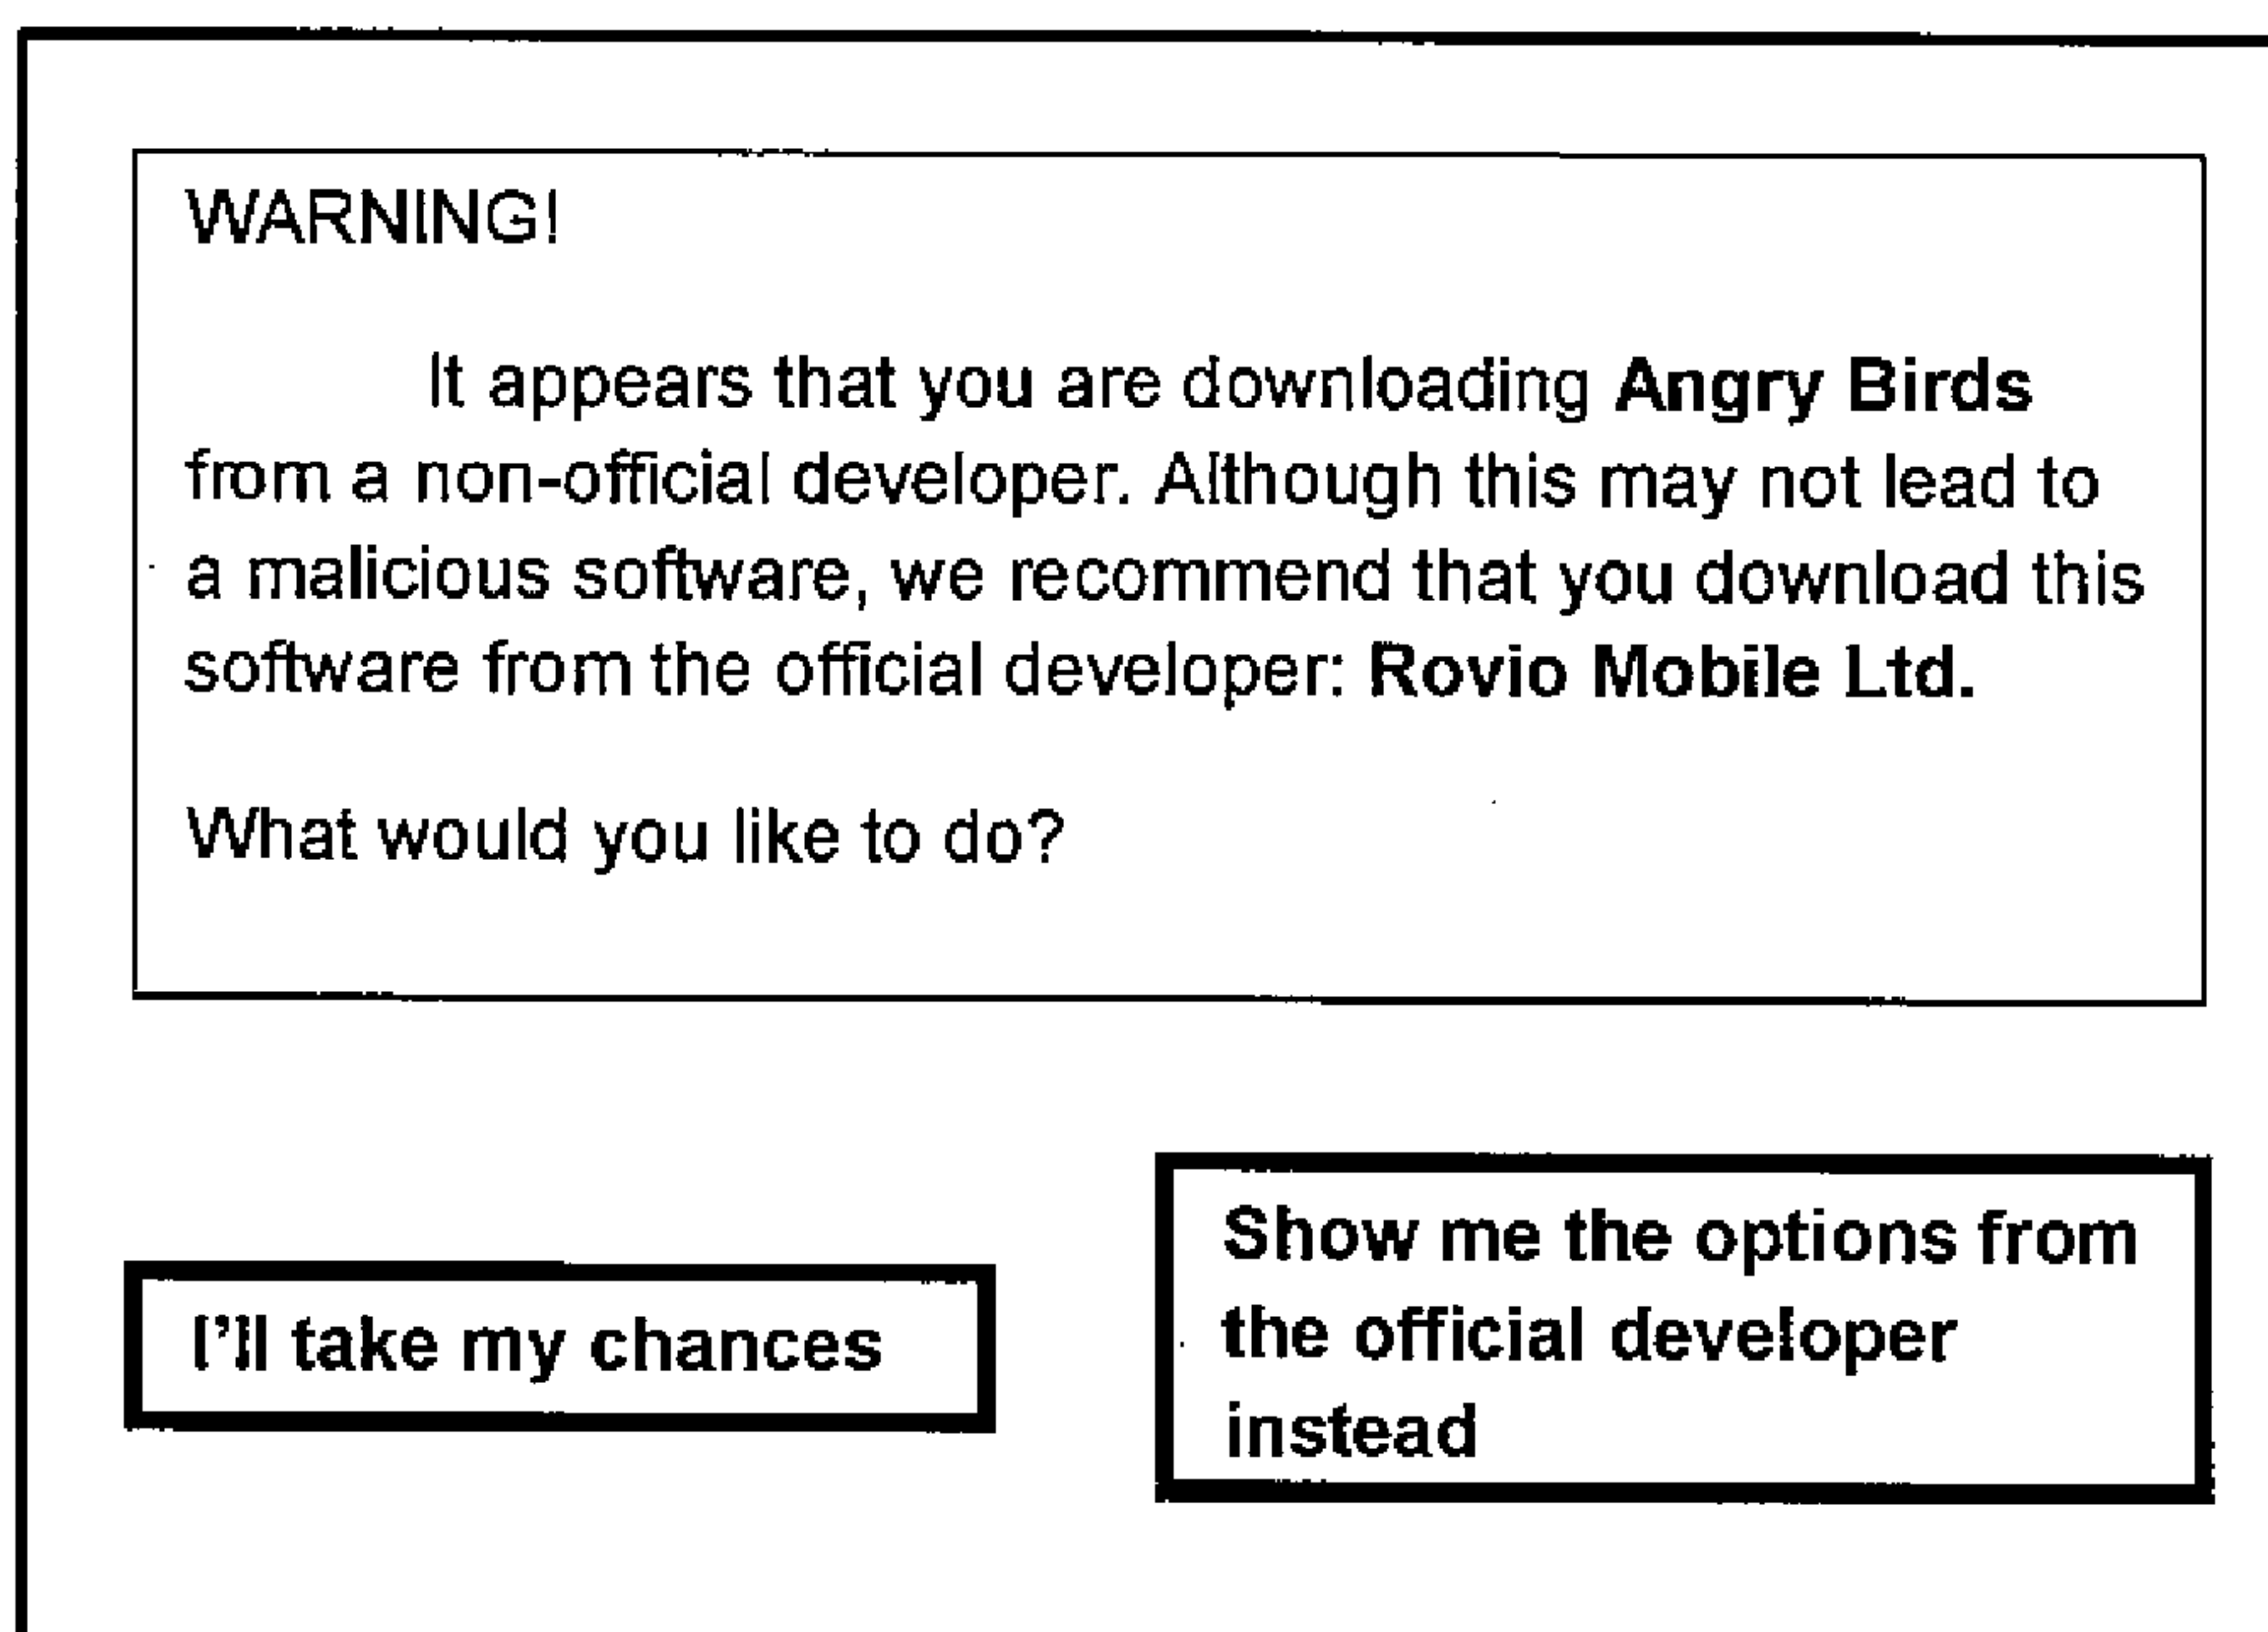 WARNING!
It appears that you are downloading Angry Birds
from a non-official developer. Although this may not lead to
a malicious software, we recommend that you download this
software from the official developer: Rovio Mobile Ltd.
What would you like to do?
I'll take my chances
Show me the options from
the official developer
instead